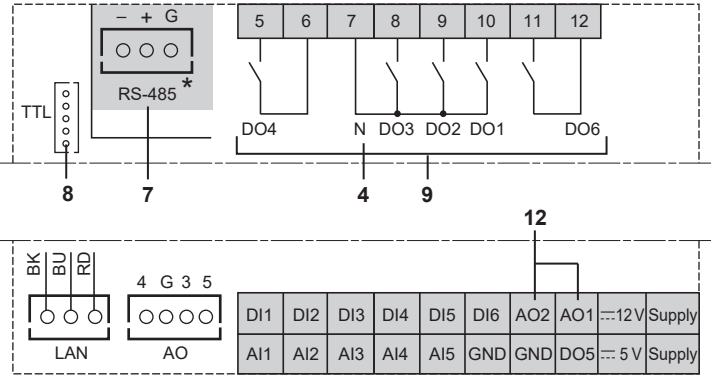 – + G 5 6 7 8 9 10 11 12
RS-485 *
TTL
DO4 N DO3 DO2 DO1 DO6
8 7 4 9
12
BK BU RD
4 G 3 5
LAN AO
DI1 DI2 DI3 DI4 DI5 DI6 AO2 AO1 ⎓12 V Supply
AI1 AI2 AI3 AI4 AI5 GND GND DO5 ⎓ 5 V Supply